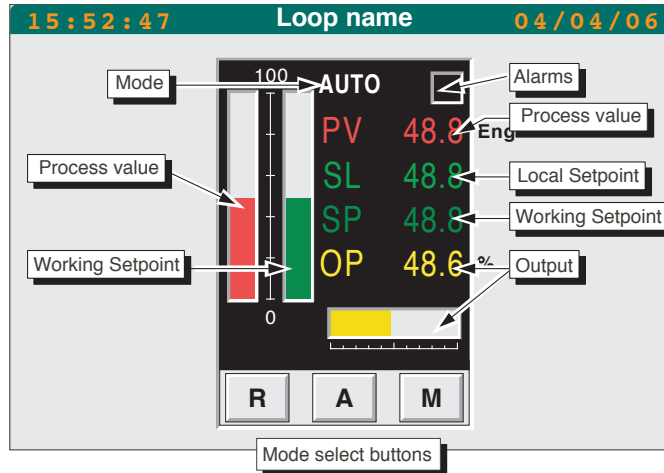 15:52:47 Loop name 04/04/06
Mode 100 AUTO Alarms
PV 48.8 Eng Process value
Process value SL 48.8 Local Setpoint
SP 48.8 Working Setpoint
Working Setpoint OP 48.6 % Output
0
R A M
Mode select buttons